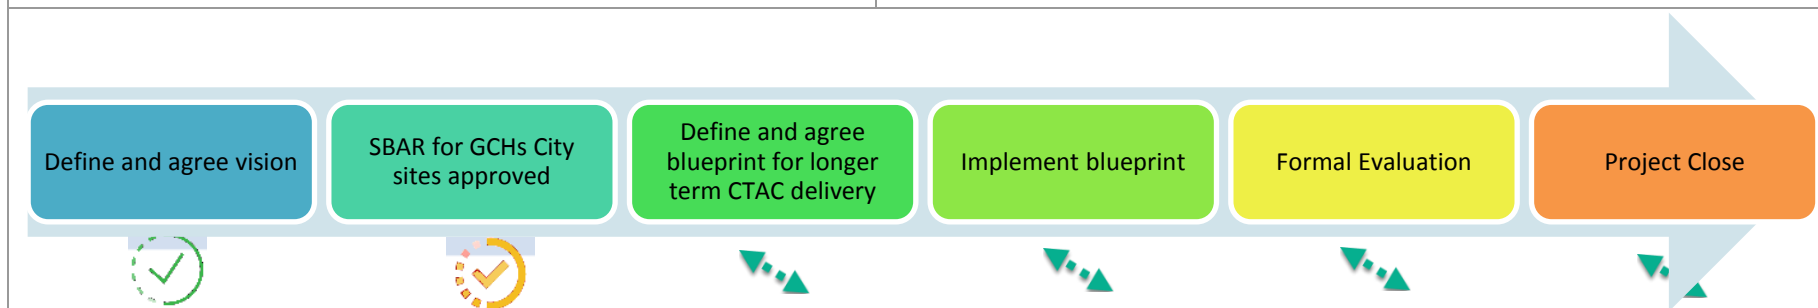 Define and agree vision
SBAR for GCHs City
sites approved
Define and agree
blueprint for longer
term CTAC delivery
Implement blueprint
Formal Evaluation
Project Close